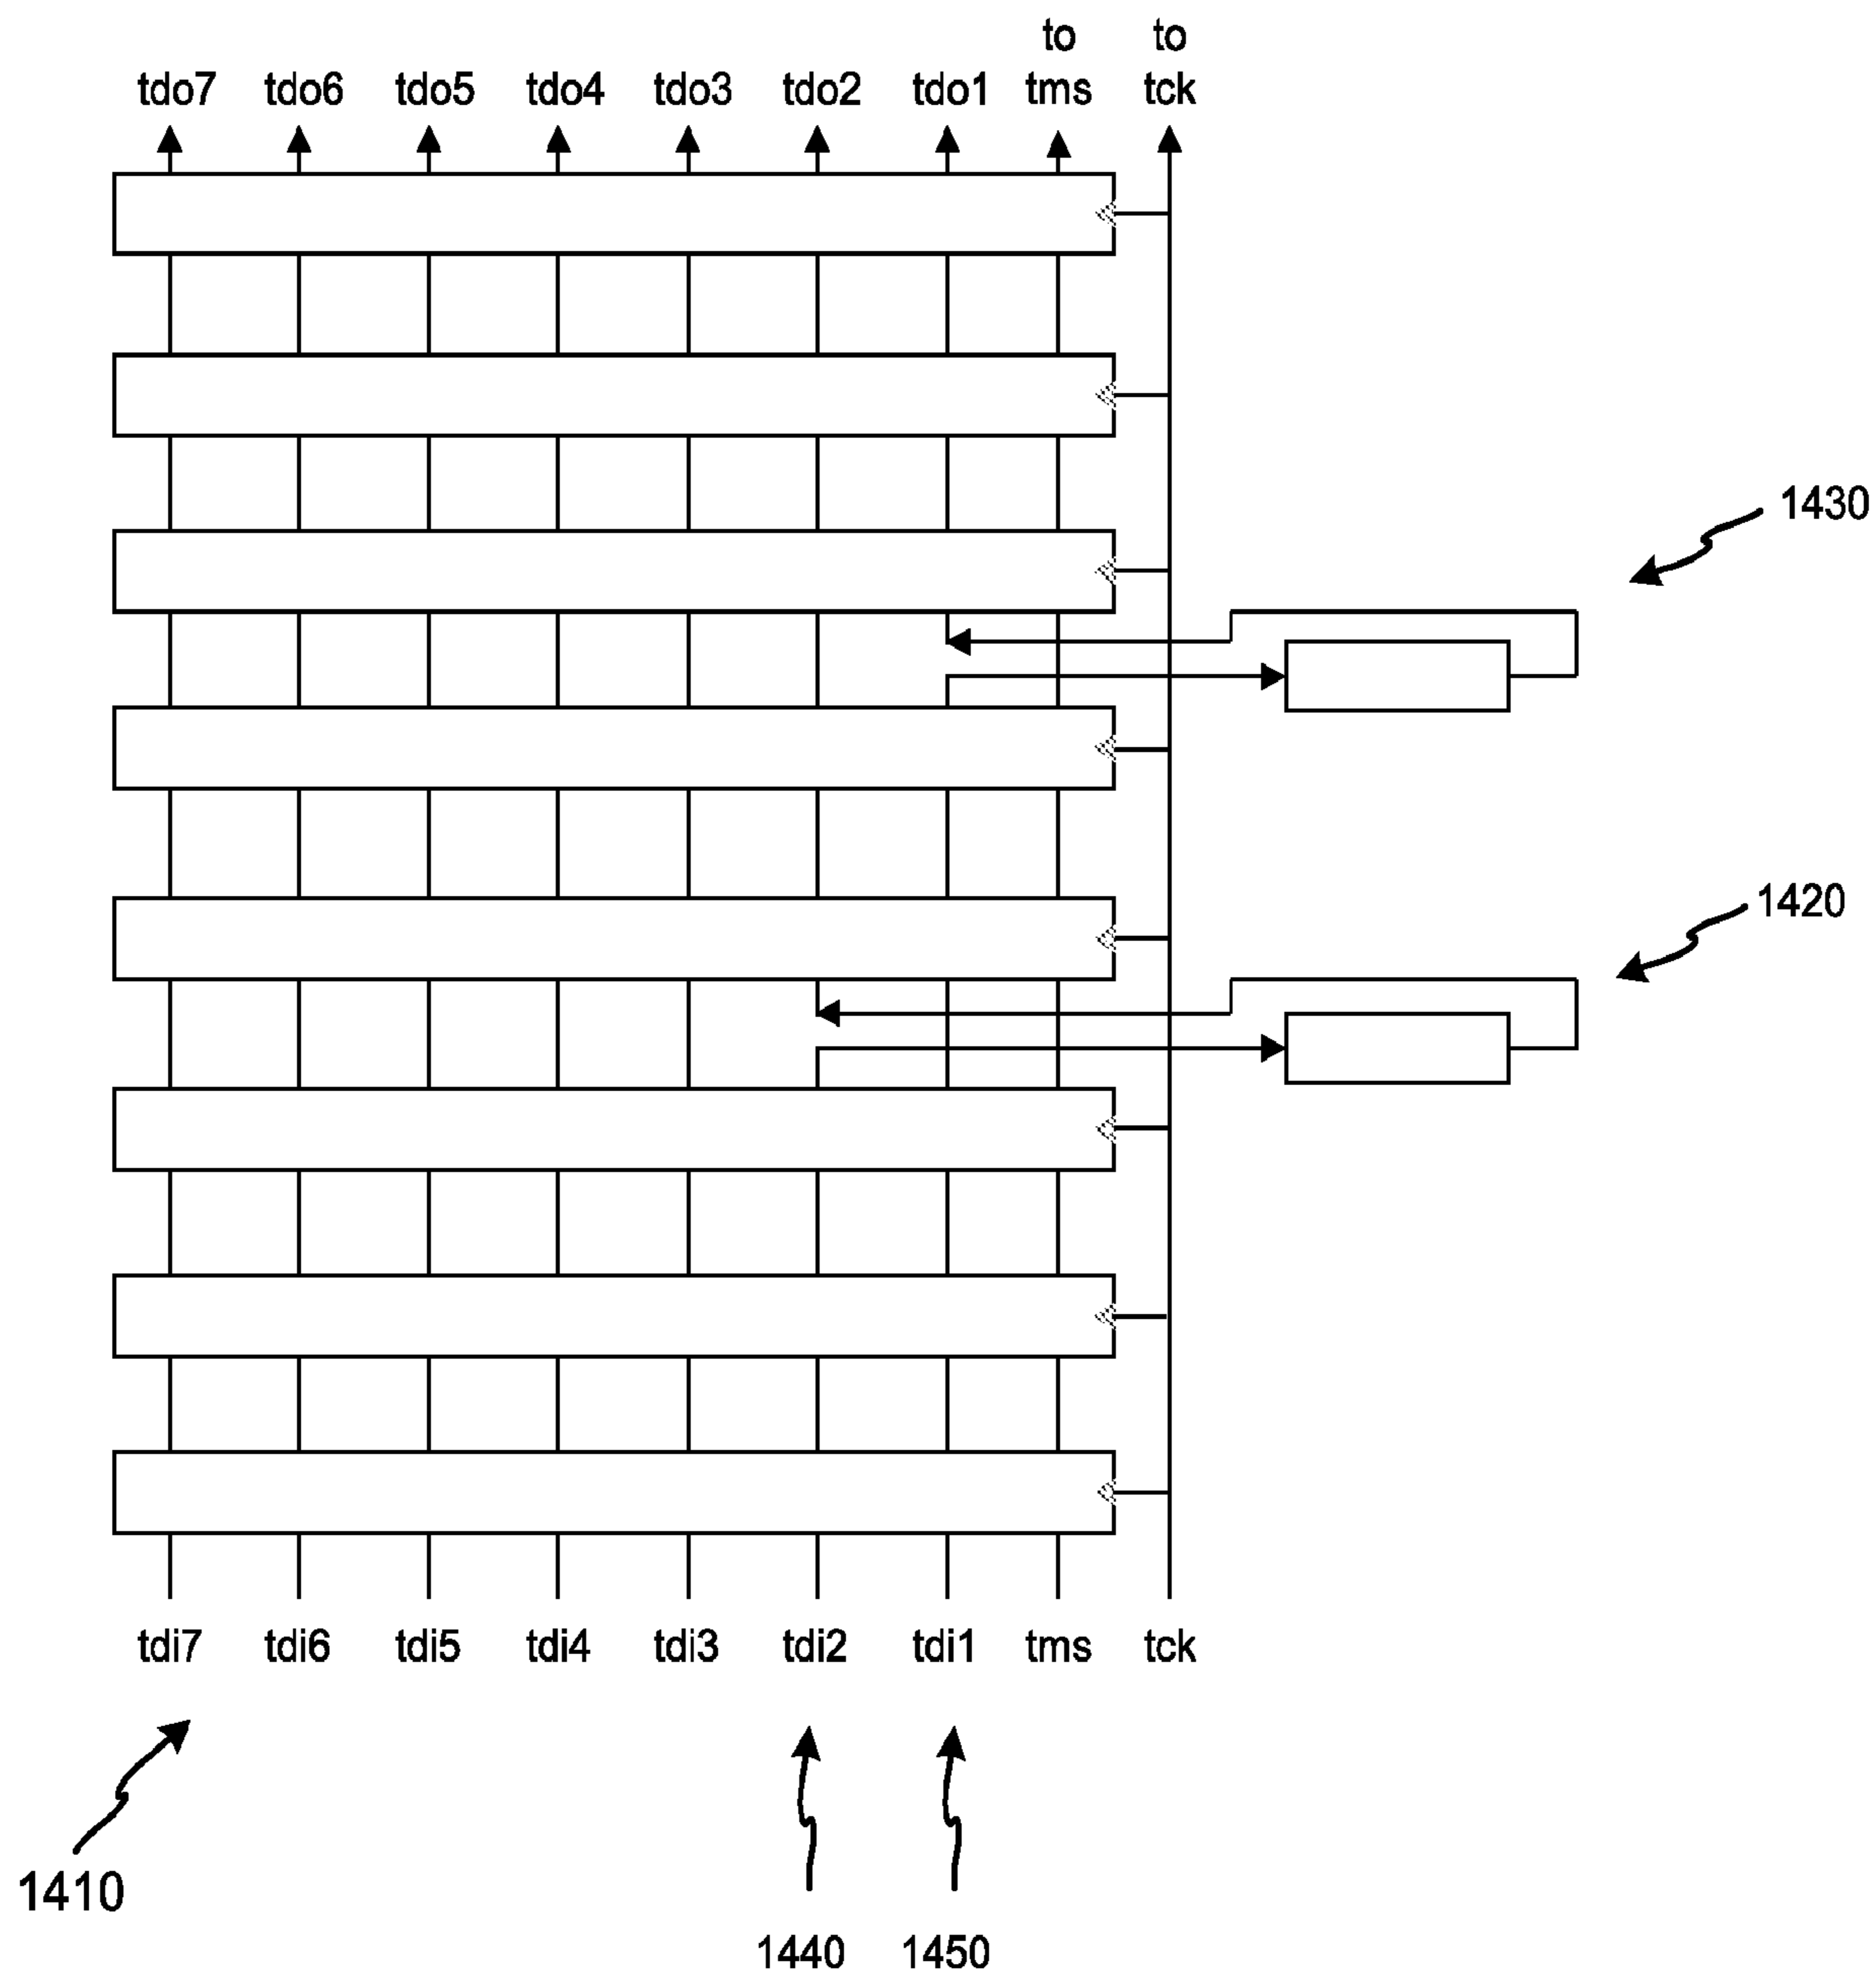 to to
tdo7 tdo6 tdo5 tdo4 tdo3 tdo2 tdo1 tms tck
1430
1420
tdi7 tdi6 tdi5 tdi4 tdi3 tdi2 tdi1 tms tck
1410
1440 1450